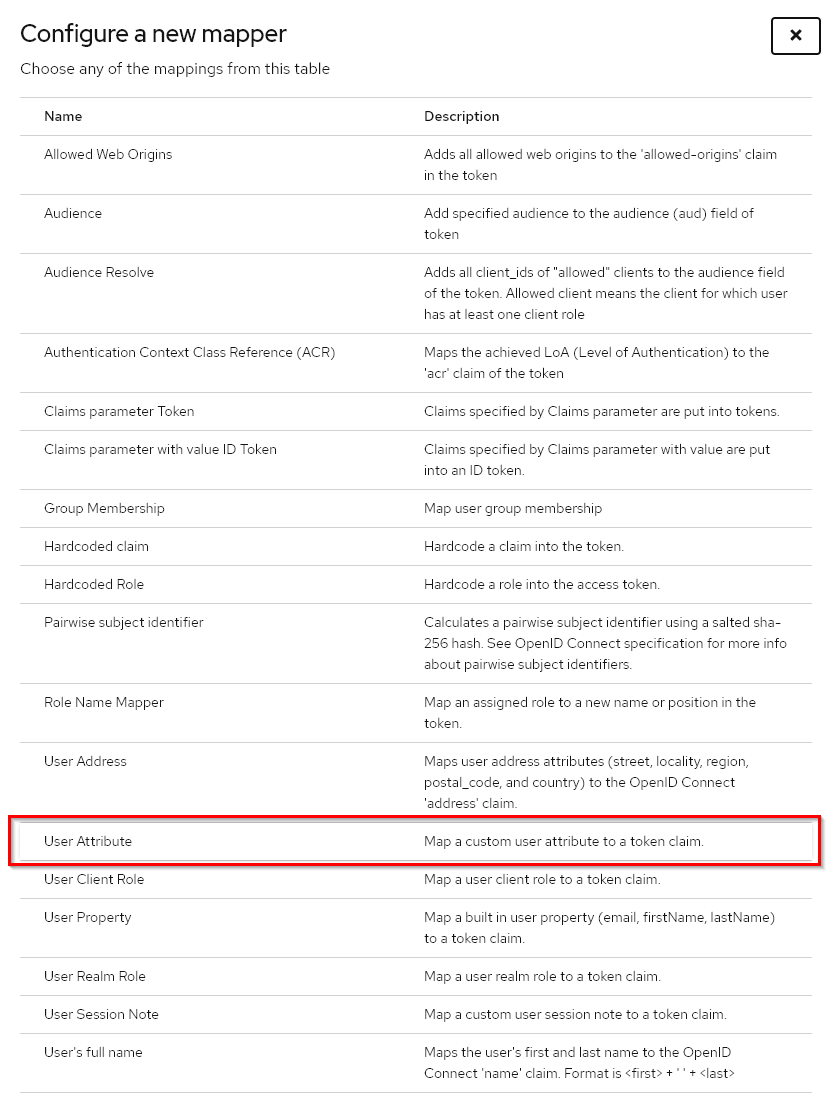 Configure a new mapper
Choose any of the mappings from this table
Name Description
Allowed Web Origins Adds all allowed web origins to the 'allowed-origins' claim
in the token
Audience Add specified audience to the audience (aud) field of
token
Audience Resolve Adds all client_ids of "allowed" clients to the audience field
of the token. Allowed client means the client for which user
has at least one client role
Authentication Context Class Reference (ACR) Maps the achieved LoA (Level of Authentication) to the
'acr' claim of the token
Claims parameter Token Claims specified by Claims parameter are put into tokens.
Claims parameter with value ID Token Claims specified by Claims parameter with value are put
into an ID token.
Group Membership Map user group membership
Hardcoded claim Hardcode a claim into the token.
Hardcoded Role Hardcode a role into the access token.
Pairwise subject identifier Calculates a pairwise subject identifier using a salted sha-
256 hash. See OpenID Connect specification for more info
about pairwise subject identifiers.
Role Name Mapper Map an assigned role to a new name or position in the
token.
User Address Maps user address attributes (street, locality, region,
postal_code, and country) to the OpenID Connect
'address' claim.
User Attribute Map a custom user attribute to a token claim.
User Client Role Map a user client role to a token claim.
User Property Map a built in user property (email, firstName, lastName)
to a token claim.
User Realm Role Map a user realm role to a token claim.
User Session Note Map a custom user session note to a token claim.
User's full name Maps the user's first and last name to the OpenID
Connect 'name' claim. Format is <first> + ' ' + <last>